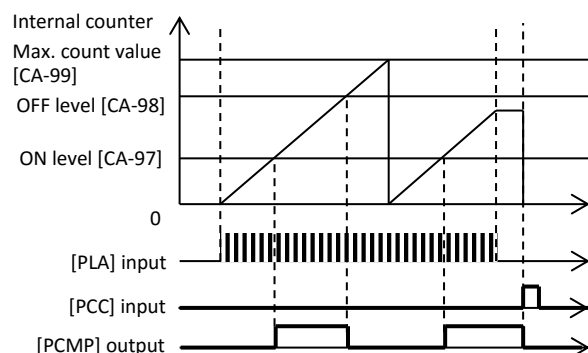 Internal counter
Max. count value
[CA-99]
OFF level [CA-98]
ON level [CA-97]
0
[PLA] input
[PCC] input
[PCMP] output